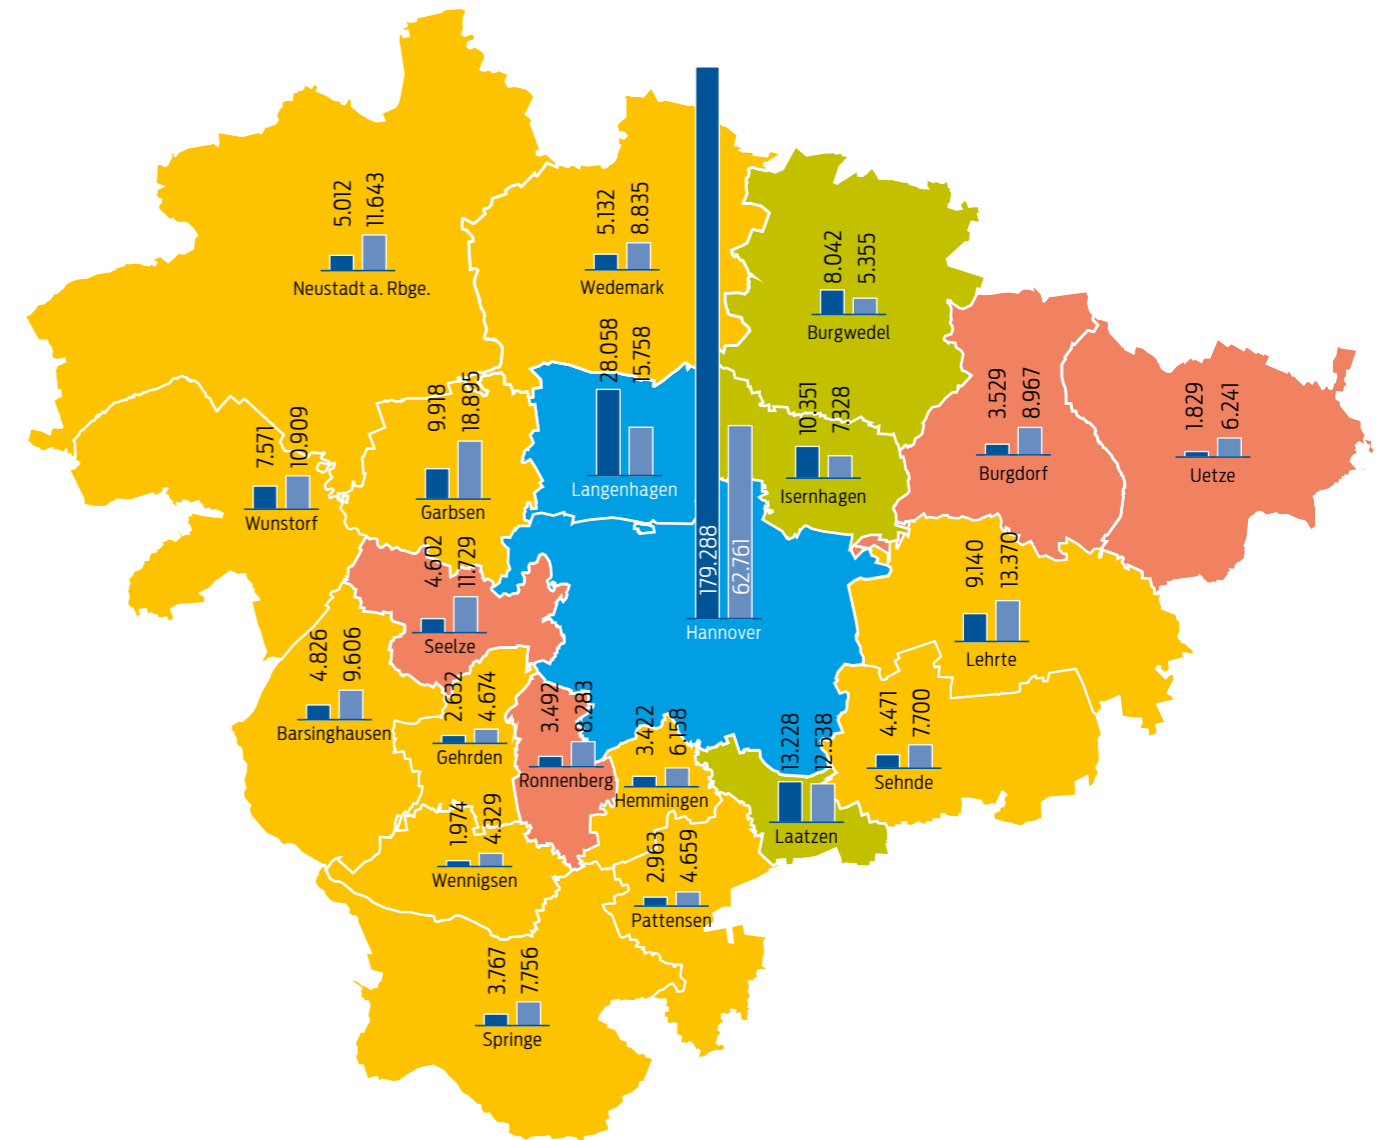 5.012
11.643
Neustadt a. Rbge.
5.132
8.835
Wedemark
8.042
5.355
Burgwedel
28.058
15.758
Langenhagen
10.351
7.328
Isernhagen
3.529
8.967
Burgdorf
1.829
6.241
Uetze
7.571
10.909
Wunstorf
9.918
18.895
Garbsen
179.288
62.761
Hannover
4.602
11.729
Seelze
9.140
13.370
Lehrte
4.826
9.606
Barsinghausen
2.632
4.674
Gehrden
3.492
8.283
Ronnenberg
3.422
6.158
Hemmingen
13.228
12.538
Laatzen
4.471
7.700
Sehnde
1.974
4.329
Wennigsen
2.963
4.659
Pattensen
3.767
7.756
Springe